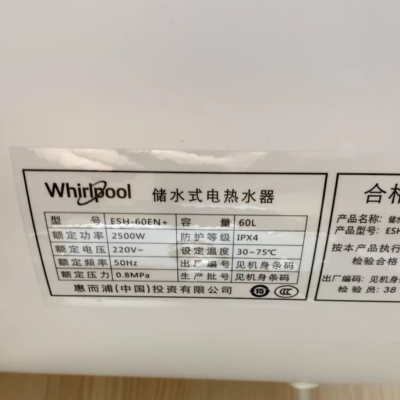 Whirlpool 储水式电热水器
型 号 ESH-60EN+ 容 量 60L
额定功率 2500W 防护等级 IPX4
额定电压 220V~ 设定温度 30~75℃
额定频率 50Hz 出厂编号 见机身条码
额定压力 0.8MPa 生产批号 见机身条码
惠而浦(中国)投资有限公司
合格
产品名称: 储
产品型号: ES
按本产品执行
检验合格
出厂编码: 见机身
检 验 员: 38